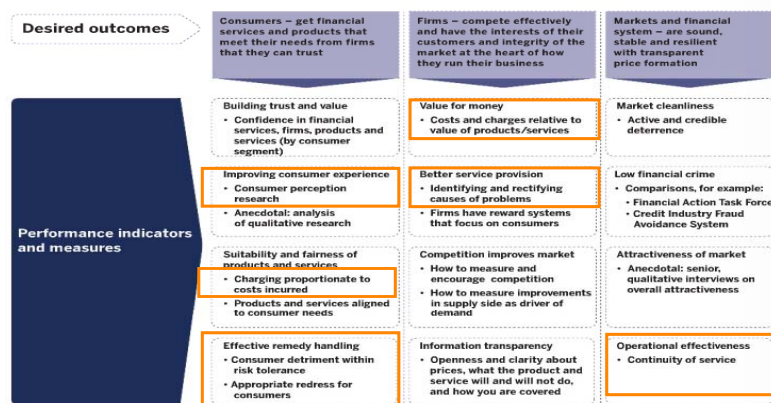 Desired outcomes
Consumers – get financial
services and products that
meet their needs from firms
that they can trust
Firms – compete effectively
and have the interests of their
customers and integrity of the
market at the heart of how
they run their business
Markets and financial
system – are sound,
stable and resilient
with transparent
price formation
Performance indicators
and measures
Building trust and value
• Confidence in financial
services, firms, products and
services (by consumer
segment)
Value for money
• Costs and charges relative to
value of products/services
Market cleanliness
• Active and credible
deterrence
Improving consumer experience
• Consumer perception
research
• Anecdotal: analysis
of qualitative research
Better service provision
• Identifying and rectifying
causes of problems
• Firms have reward systems
that focus on consumers
Low financial crime
• Comparisons, for example:
• Financial Action Task Force
• Credit Industry Fraud
Avoidance System
Suitability and fairness of
products and services
• Charging proportionate to
costs incurred
• Products and services aligned
to consumer needs
Competition improves market
• How to measure and
encourage competition
• How to measure improvements
in supply side as driver of
demand
Attractiveness of market
• Anecdotal: senior,
qualitative interviews on
overall attractiveness
Effective remedy handling
• Consumer detriment within
risk tolerance
• Appropriate redress for
consumers
Information transparency
• Openness and clarity about
prices, what the product and
service will and will not do,
and how you are covered
Operational effectiveness
• Continuity of service